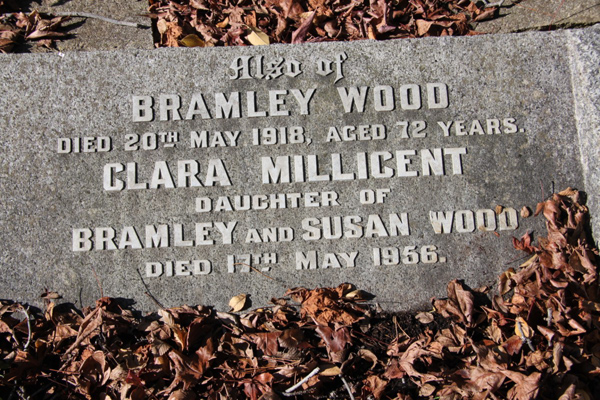 Also of
BRAMLEY WOOD
DIED 20TH MAY 1918, AGED 72 YEARS.
CLARA MILLICENT
DAUGHTER OF
BRAMLEY AND SUSAN WOOD
DIED 17TH MAY 1956.